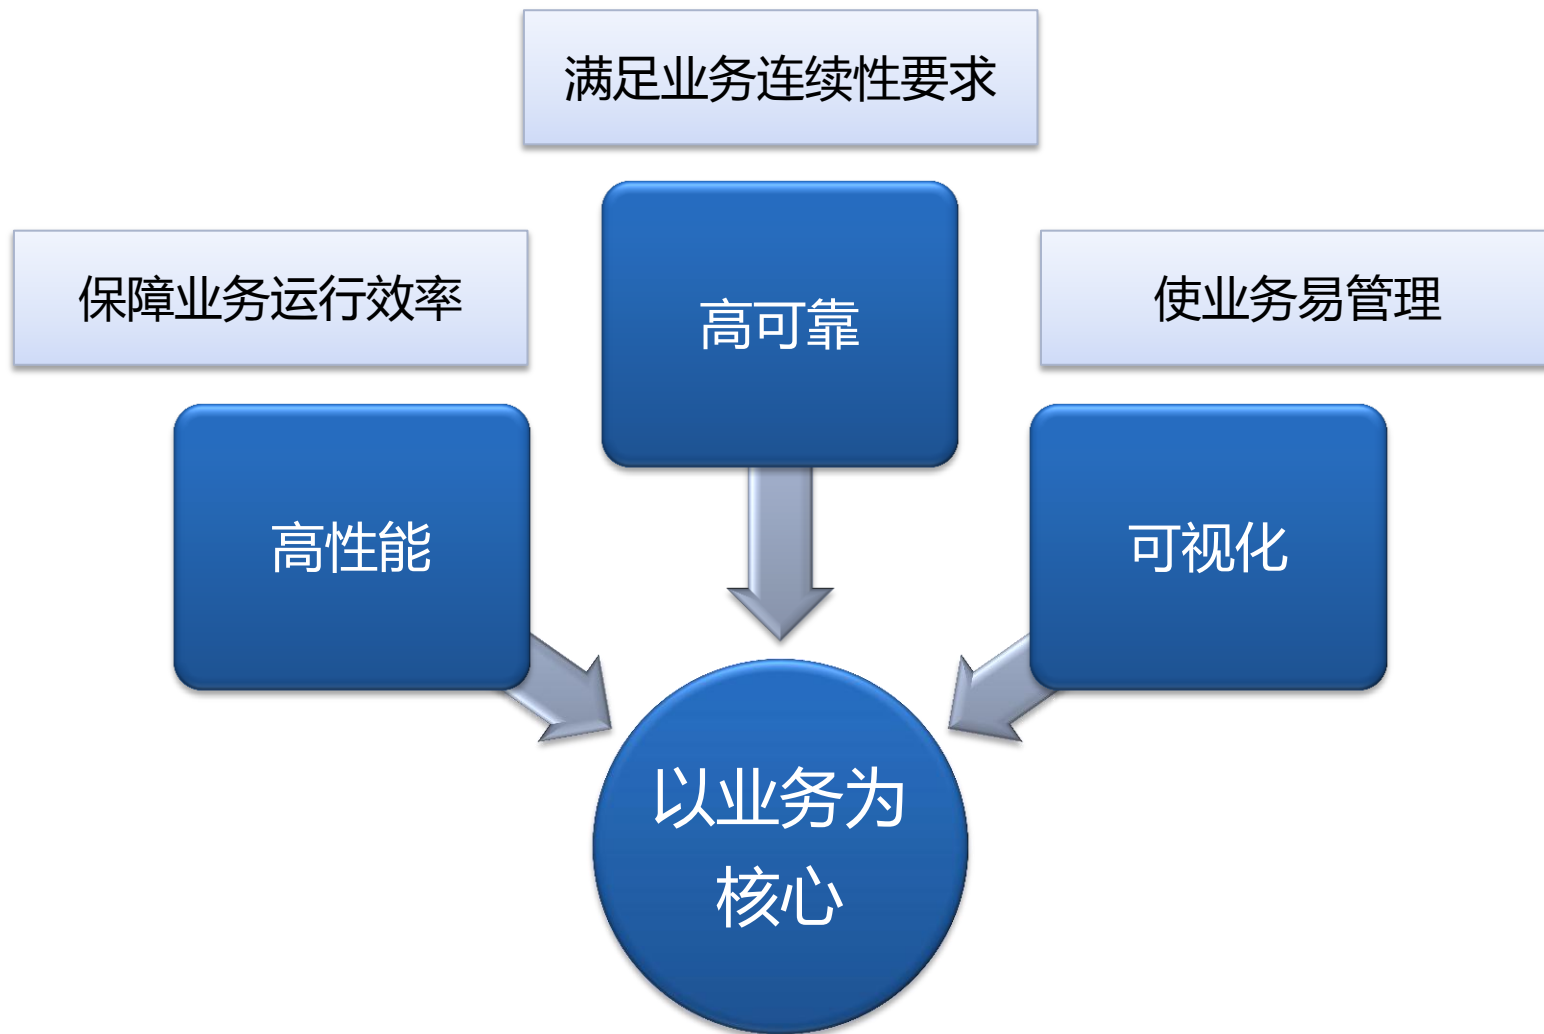 满足业务连续性要求
保障业务运行效率
高可靠
使业务易管理
高性能
可视化
以业务为
核心